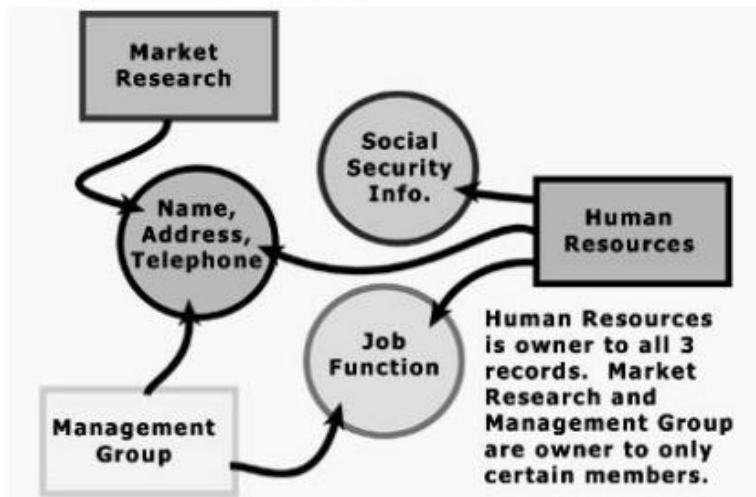 Market
Research
Social
Security
Info.
Name,
Address,
Telephone
Human
Resources
Job
Function
Management
Group
Human Resources
is owner to all 3
records.  Market
Research and
Management Group
are owner to only
certain members.